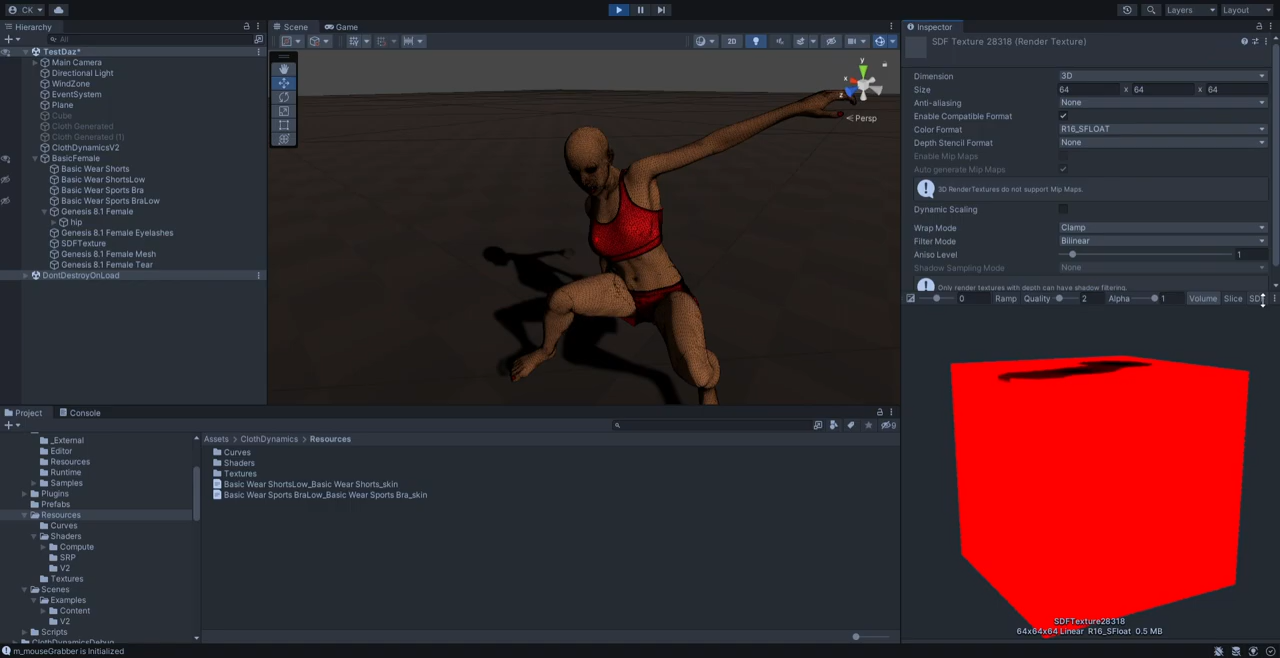 CK
Layers
Layout
Hierarchy
All
TestDaz*
Main Camera
Directional Light
WindZone
EventSystem
Plane
Cube
Cloth Generated
Cloth Generated (1)
ClothDynamicsV2
BasicFemale
Basic Wear Shorts
Basic Wear ShortsLow
Basic Wear Sports Bra
Basic Wear Sports BraLow
Genesis 8.1 Female
hip
Genesis 8.1 Female Eyelashes
SDFTexture
Genesis 8.1 Female Mesh
Genesis 8.1 Female Tear
DontDestroyOnLoad
Scene
Game
2D
y
x
z
Persp
Inspector
SDF Texture 28318 (Render Texture)
Dimension 3D
Size 64 x 64 x 64
Anti-aliasing None
Enable Compatible Format
Color Format R16_SFLOAT
Depth Stencil Format None
Enable Mip Maps
Auto generate Mip Maps
3D RenderTextures do not support Mip Maps.
Dynamic Scaling
Wrap Mode Clamp
Filter Mode Bilinear
Aniso Level 1
Shadow Sampling Mode None
Only render textures with depth can have shadow filtering.
0 Ramp Quality 2 Alpha 1 Volume Slice
SDFTexture28318
64x64x64 Linear R16_SFloat 0.5 MB
Project
Console
9
_External
Editor
Resources
Runtime
Samples
Plugins
Prefabs
Resources
Curves
Shaders
Compute
SRP
V2
Textures
Scenes
Examples
Content
V2
Scripts
ClothDynamicsDebug
Assets > ClothDynamics > Resources
Curves
Shaders
Textures
Basic Wear ShortsLow_Basic Wear Shorts_skin
Basic Wear Sports BraLow_Basic Wear Sports Bra_skin
m_mouseGrabber is Initialized